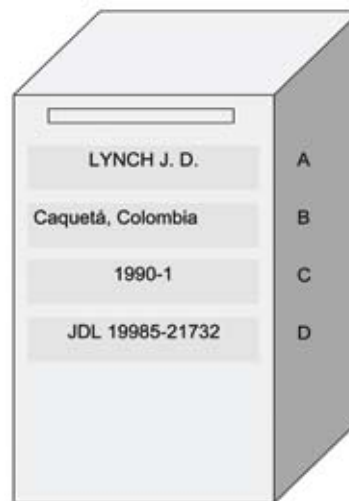 LYNCH J. D. A
Caquetá, Colombia B
1990-1 C
JDL 19985-21732 D